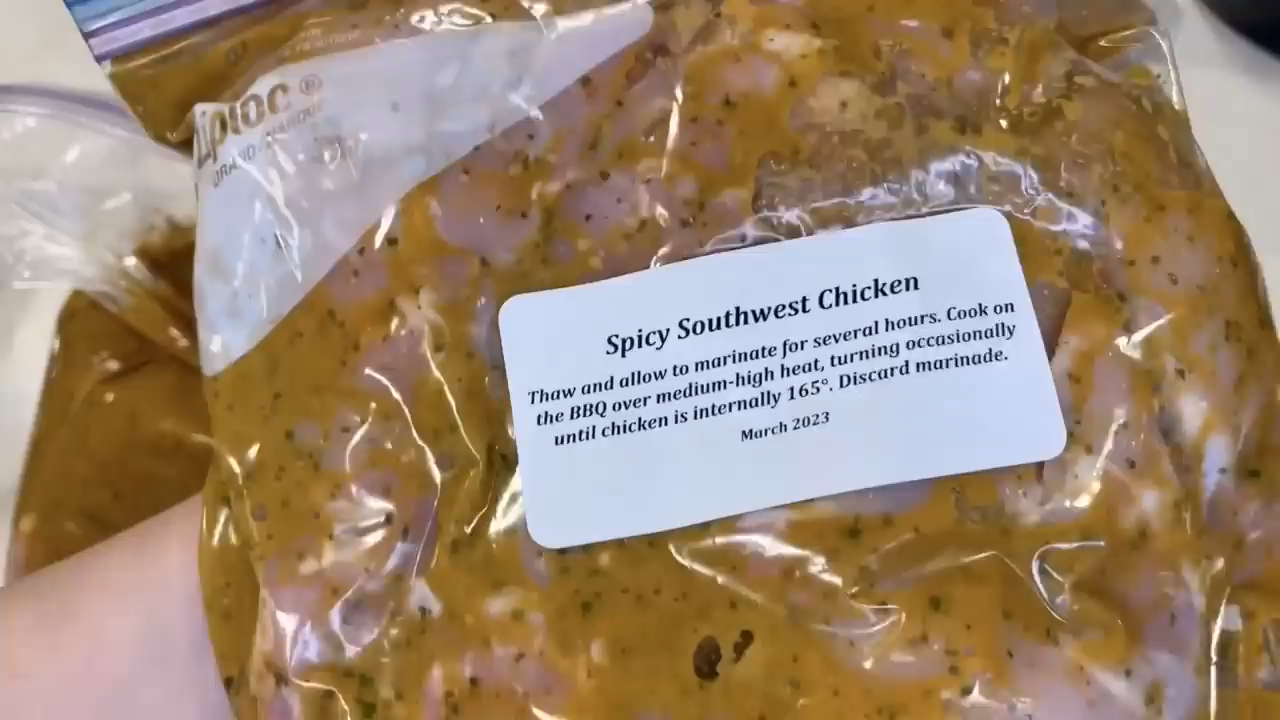 Ziploc®
BRAND
Spicy Southwest Chicken
Thaw and allow to marinate for several hours. Cook on
the BBQ over medium-high heat, turning occasionally
until chicken is internally 165°. Discard marinade.
March 2023